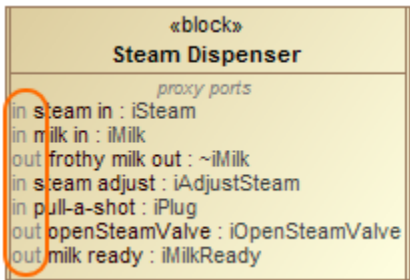 «block»
Steam Dispenser
proxy ports
in steam in : iSteam
in milk in : iMilk
out frothy milk out : ~iMilk
in steam adjust : iAdjustSteam
in pull-a-shot : iPlug
out openSteamValve : iOpenSteamValve
out milk ready : iMilkReady